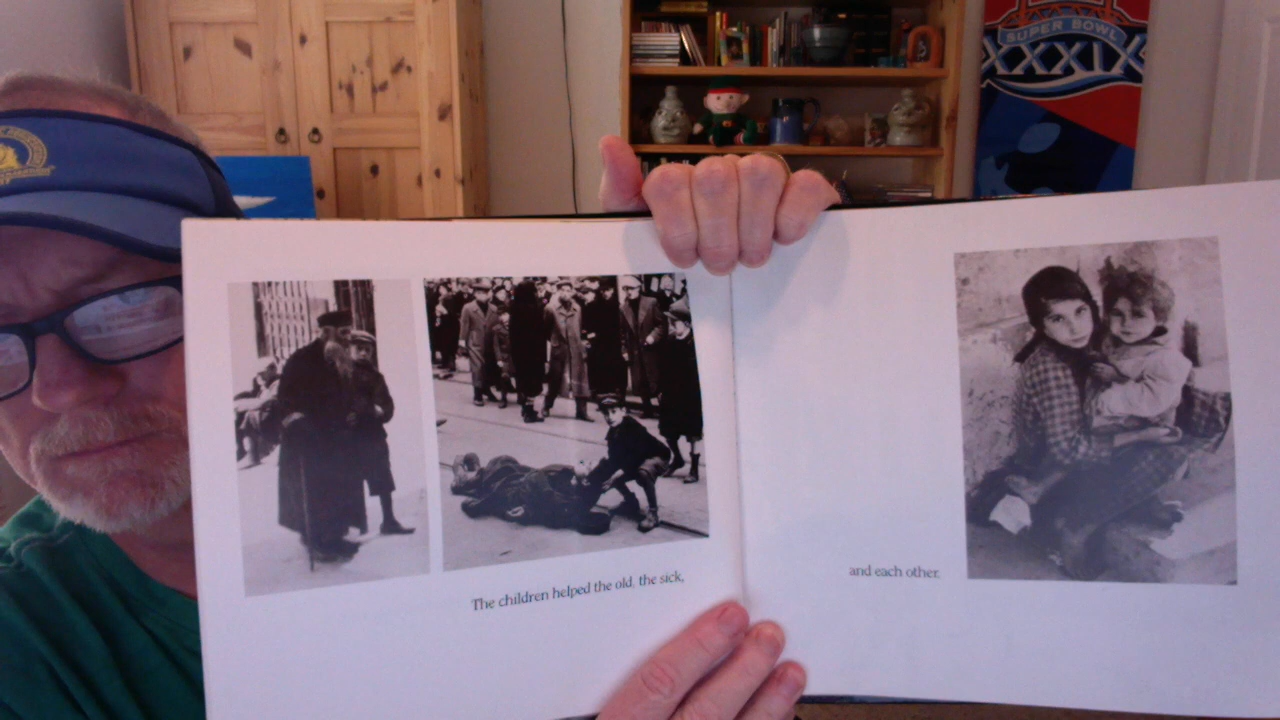 SUPER BOWL
XXXIX
The children helped the old, the sick,
and each other.